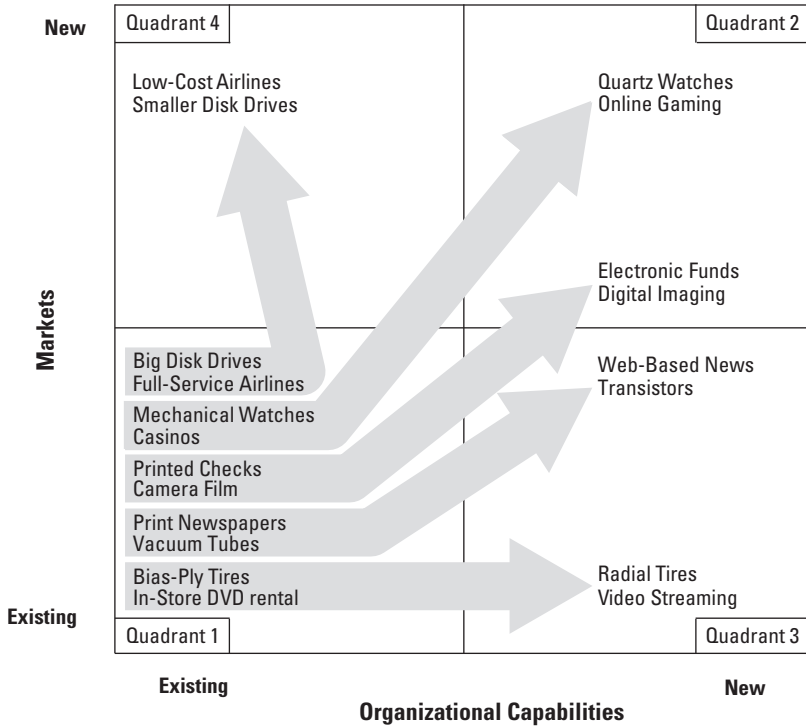 New
Quadrant 4
Quadrant 2
Low-Cost Airlines
Smaller Disk Drives
Quartz Watches
Online Gaming
Electronic Funds
Digital Imaging
Markets
Big Disk Drives
Full-Service Airlines
Web-Based News
Transistors
Mechanical Watches
Casinos
Printed Checks
Camera Film
Print Newspapers
Vacuum Tubes
Bias-Ply Tires
In-Store DVD rental
Radial Tires
Video Streaming
Existing
Quadrant 1
Quadrant 3
Existing
New
Organizational Capabilities